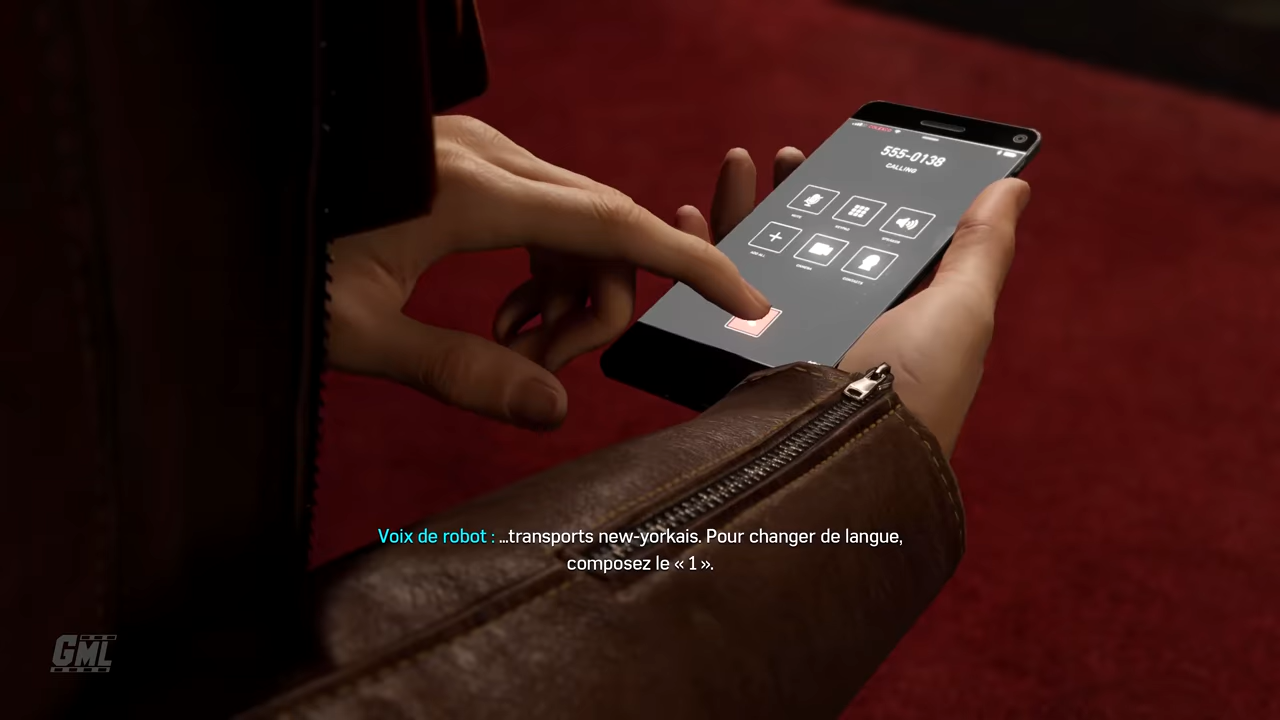 555-0138
CALLING
Voix de robot : ...transports new-yorkais. Pour changer de langue,
composez le « 1 ».
GML